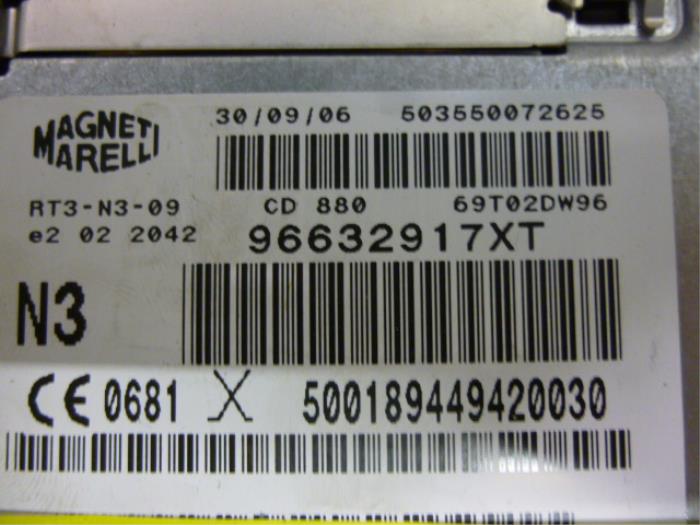 MAGNETI
MARELLI
30/09/06 503550072625
RT3-N3-09 CD 880 69T02DW96
e2 02 2042 96632917XT
N3
CE 0681 X 500189449420030